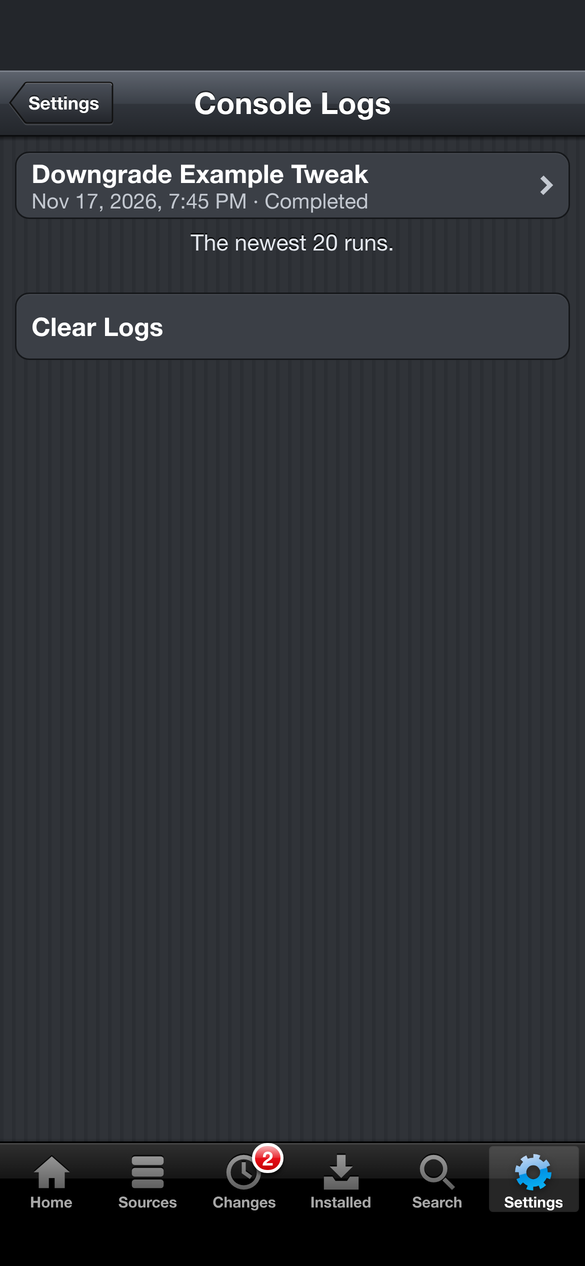 Settings
Console Logs
Downgrade Example Tweak
Nov 17, 2026, 7:45 PM · Completed
The newest 20 runs.
Clear Logs
2
Home
Sources
Changes
Installed
Search
Settings